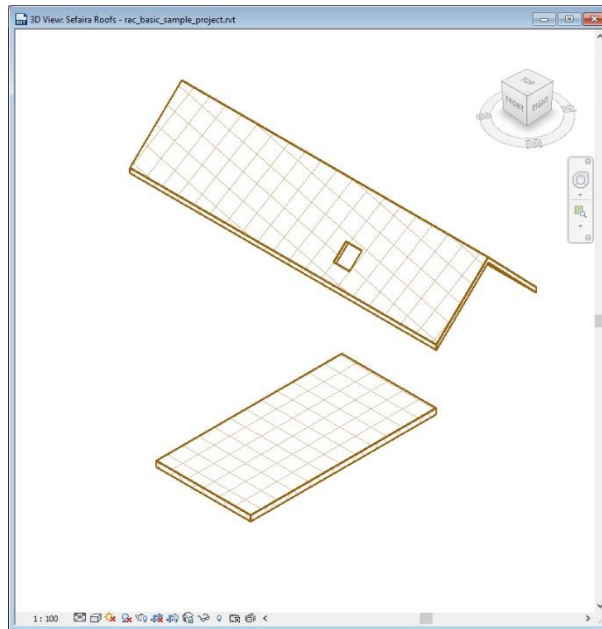 3D View: Sefaira Roofs - rac_basic_sample_project.rvt
TOP
FRONT
RIGHT
1 : 100